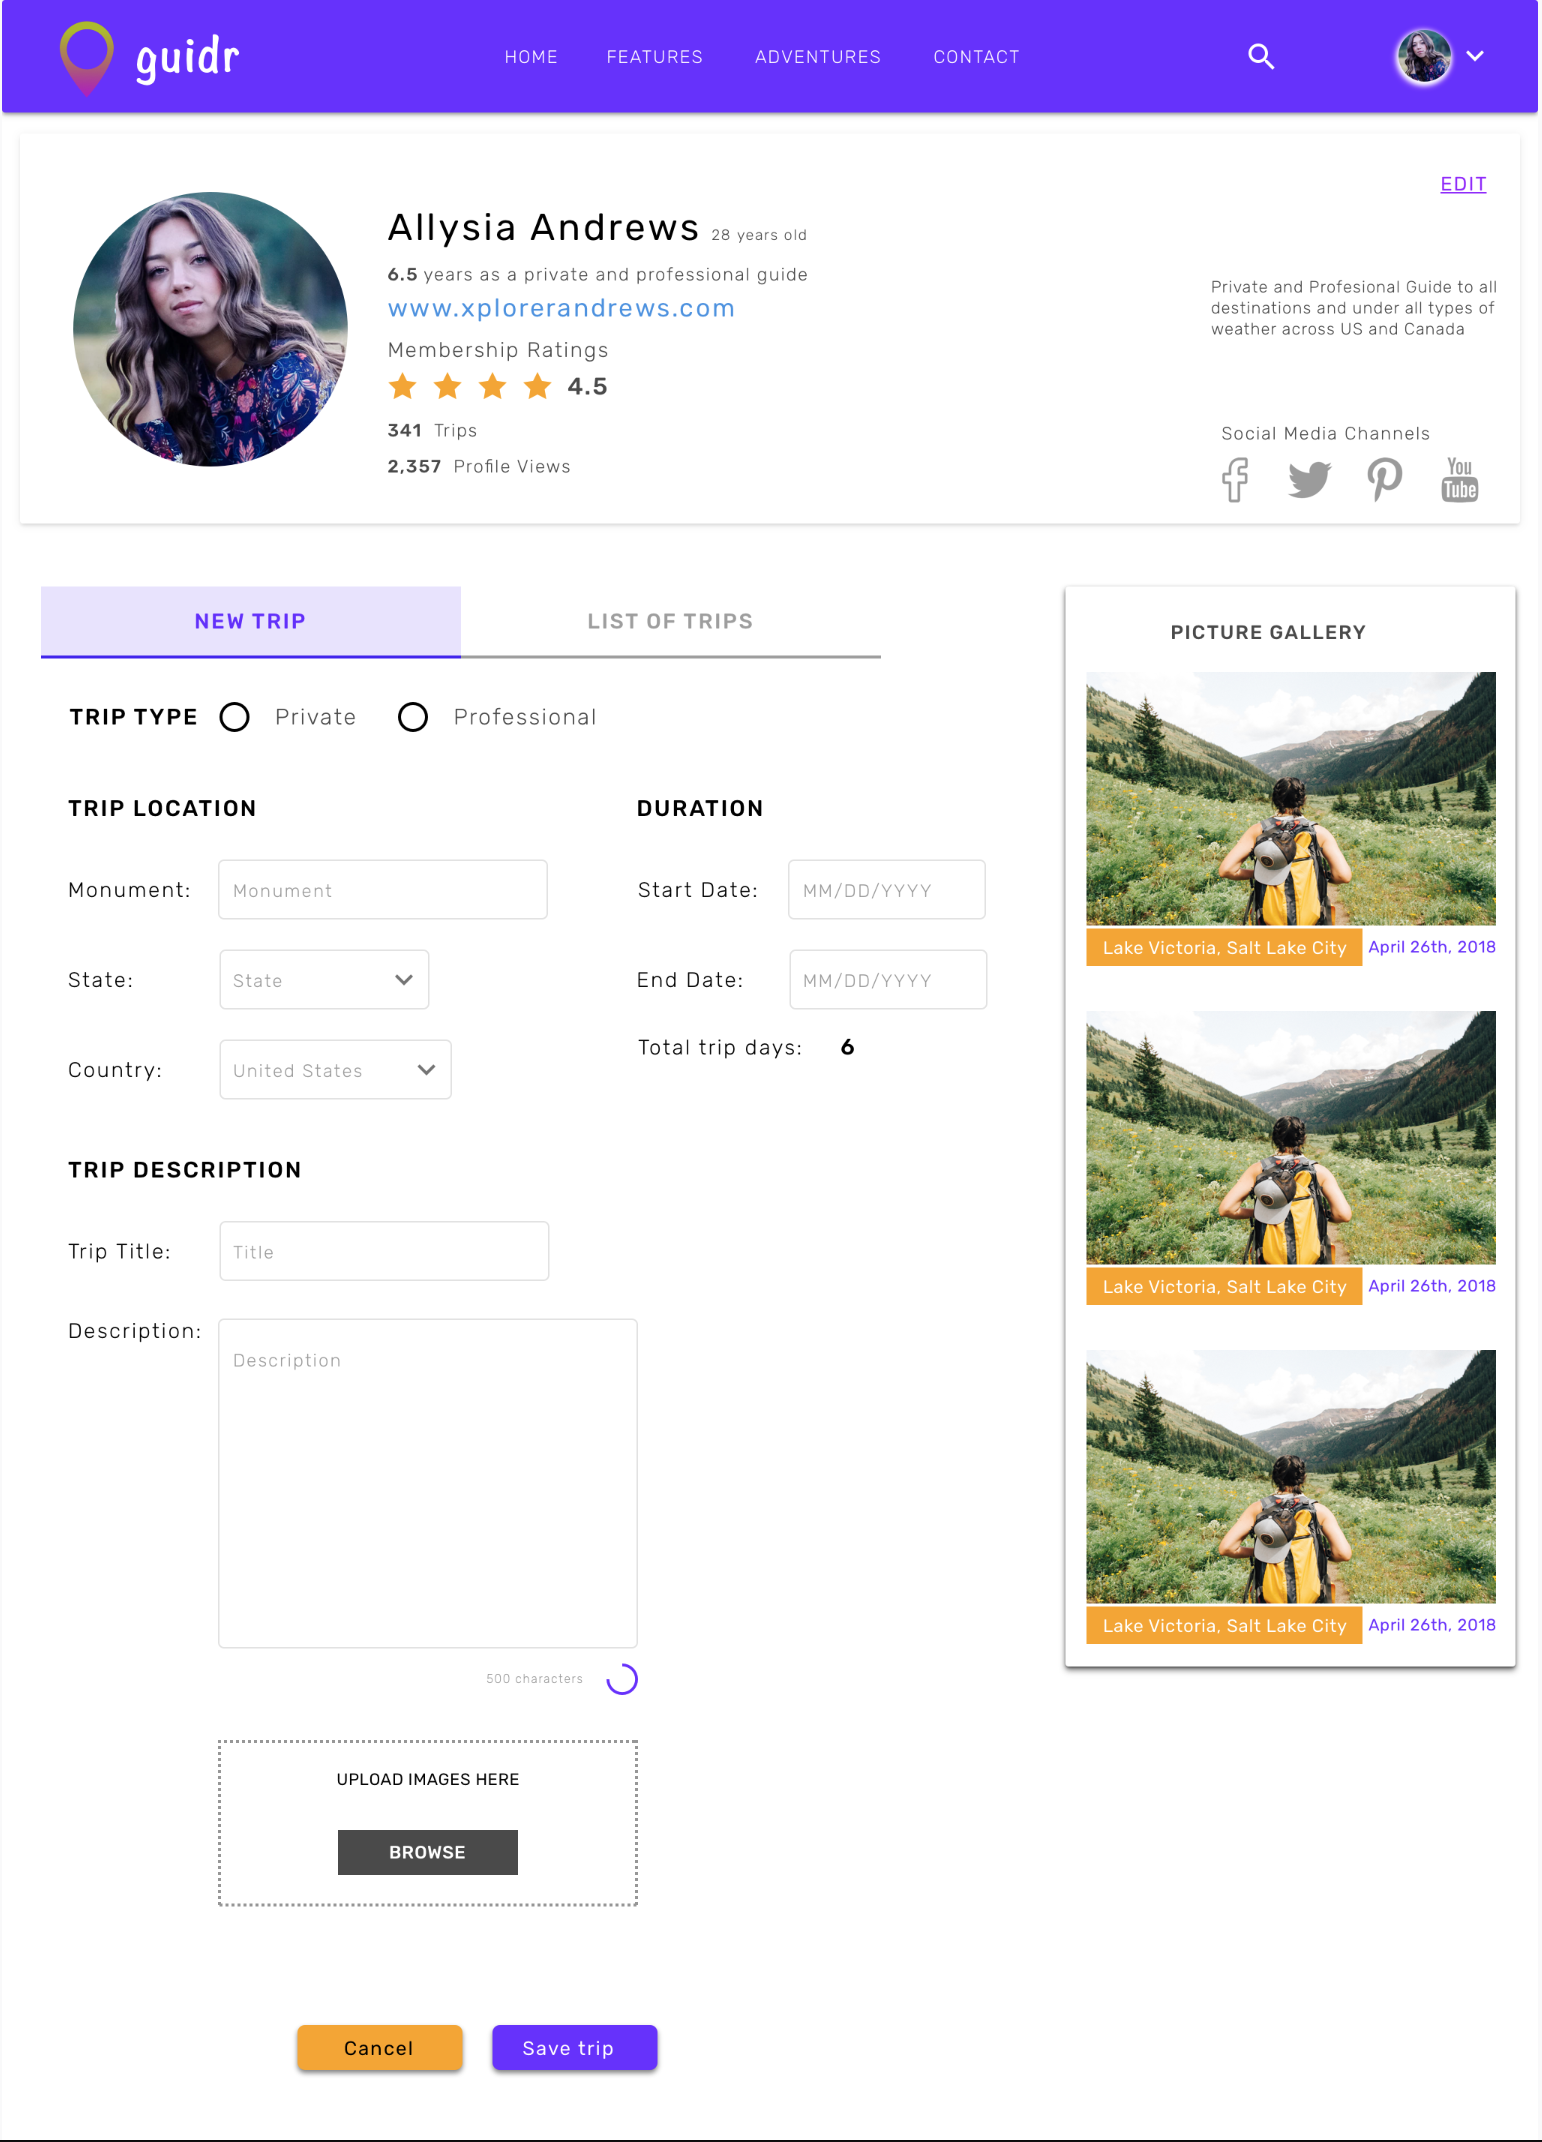 guidr
HOME FEATURES ADVENTURES CONTACT
EDIT
Allysia Andrews 28 years old
6.5 years as a private and professional guide
www.xplorerandrews.com
Membership Ratings
4.5
341 Trips
2,357 Profile Views
Private and Profesional Guide to all
destinations and under all types of
weather across US and Canada
Social Media Channels
You
Tube
NEW TRIP LIST OF TRIPS
TRIP TYPE Private Professional
TRIP LOCATION
Monument: Monument
State: State
Country: United States
DURATION
Start Date: MM/DD/YYYY
End Date: MM/DD/YYYY
Total trip days: 6
TRIP DESCRIPTION
Trip Title: Title
Description: Description
500 characters
UPLOAD IMAGES HERE
BROWSE
Cancel Save trip
PICTURE GALLERY
Lake Victoria, Salt Lake City April 26th, 2018
Lake Victoria, Salt Lake City April 26th, 2018
Lake Victoria, Salt Lake City April 26th, 2018